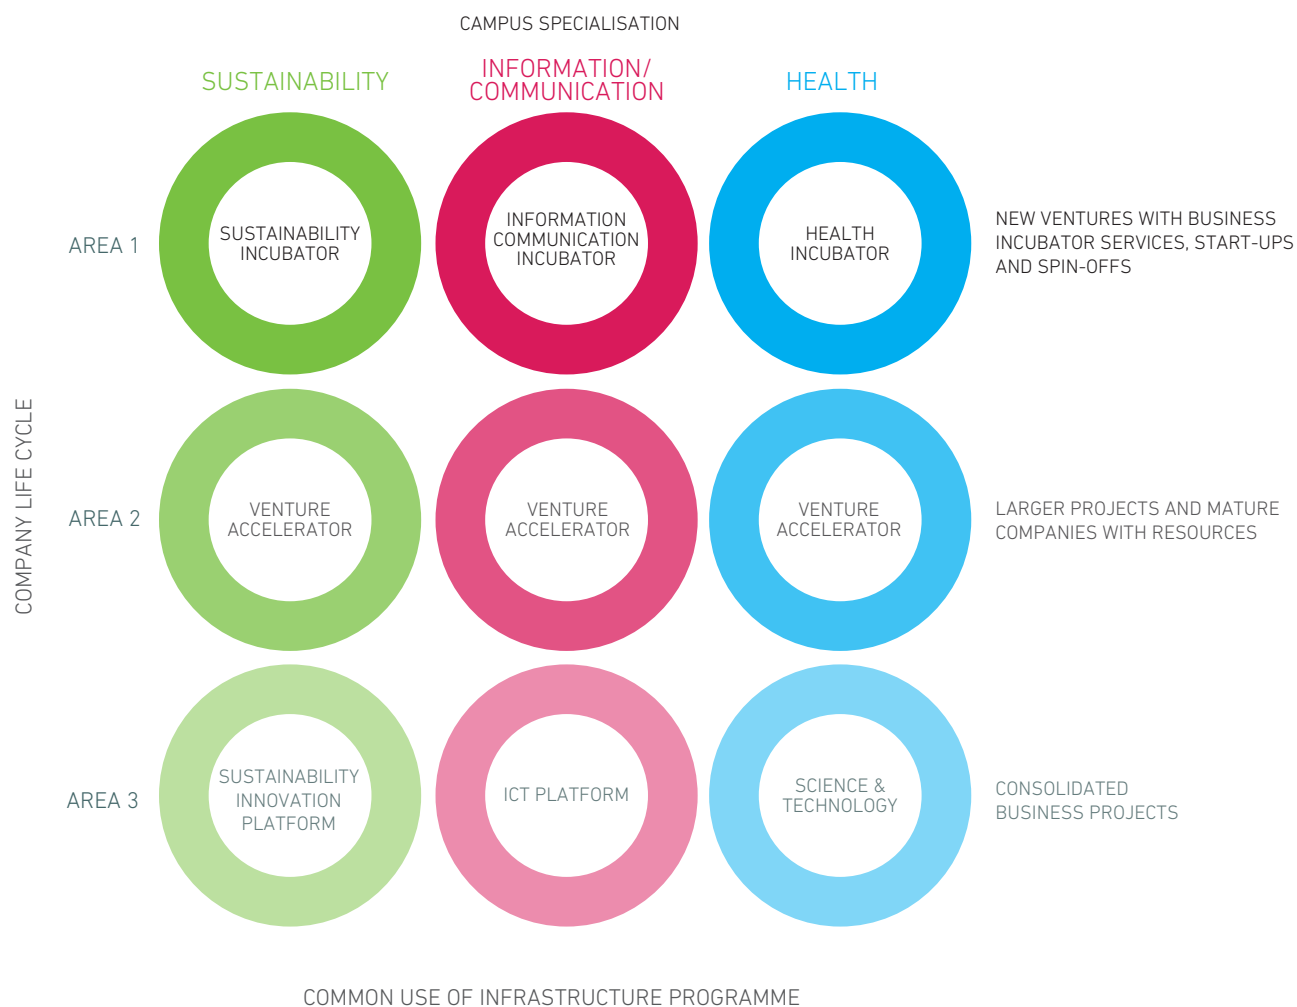 CAMPUS SPECIALISATION
SUSTAINABILITY
INFORMATION/
COMMUNICATION
HEALTH
COMPANY LIFE CYCLE
AREA 1
SUSTAINABILITY
INCUBATOR
INFORMATION
COMMUNICATION
INCUBATOR
HEALTH
INCUBATOR
NEW VENTURES WITH BUSINESS
INCUBATOR SERVICES, START-UPS
AND SPIN-OFFS
AREA 2
VENTURE
ACCELERATOR
VENTURE
ACCELERATOR
VENTURE
ACCELERATOR
LARGER PROJECTS AND MATURE
COMPANIES WITH RESOURCES
AREA 3
SUSTAINABILITY
INNOVATION
PLATFORM
ICT PLATFORM
SCIENCE &
TECHNOLOGY
CONSOLIDATED
BUSINESS PROJECTS
COMMON USE OF INFRASTRUCTURE PROGRAMME